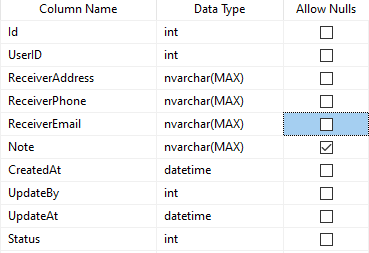 Column Name Data Type Allow Nulls
Id int
UserID int
ReceiverAddress nvarchar(MAX)
ReceiverPhone nvarchar(MAX)
ReceiverEmail nvarchar(MAX)
Note nvarchar(MAX)
CreatedAt datetime
UpdateBy int
UpdateAt datetime
Status int